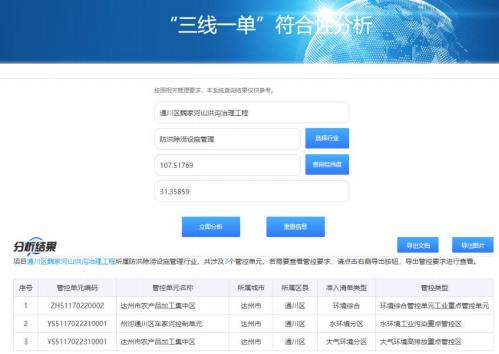 “三线一单”符合性分析
按照相关管理要求，本系统查询结果仅供参考。
通川区魏家河山洪沟治理工程
防洪除涝设施管理 选择行业
107.51769 查询经纬度
31.35859
立即分析 重置信息
分析结果 导出文档 导出图片
项目通川区魏家河山洪沟治理工程所属防洪除涝设施管理行业，共涉及3个管控单元，若需要查看管控要求，请点击右侧导出按钮，导出管控要求进行查看。
序号 管控单元编码 管控单元名称 所属城市 所属区县 准入清单类型 管控类型
1 ZH51170220002 达州市农产品加工集中区 达州市 通川区 环境综合 环境综合管控单元工业重点管控单元
2 YS5117022210001 州河通川区车家河控制单元 达州市 通川区 水环境分区 水环境工业污染重点管控区
3 YS5117022310001 达州市农产品加工集中区 达州市 通川区 大气环境分区 大气环境高排放重点管控区